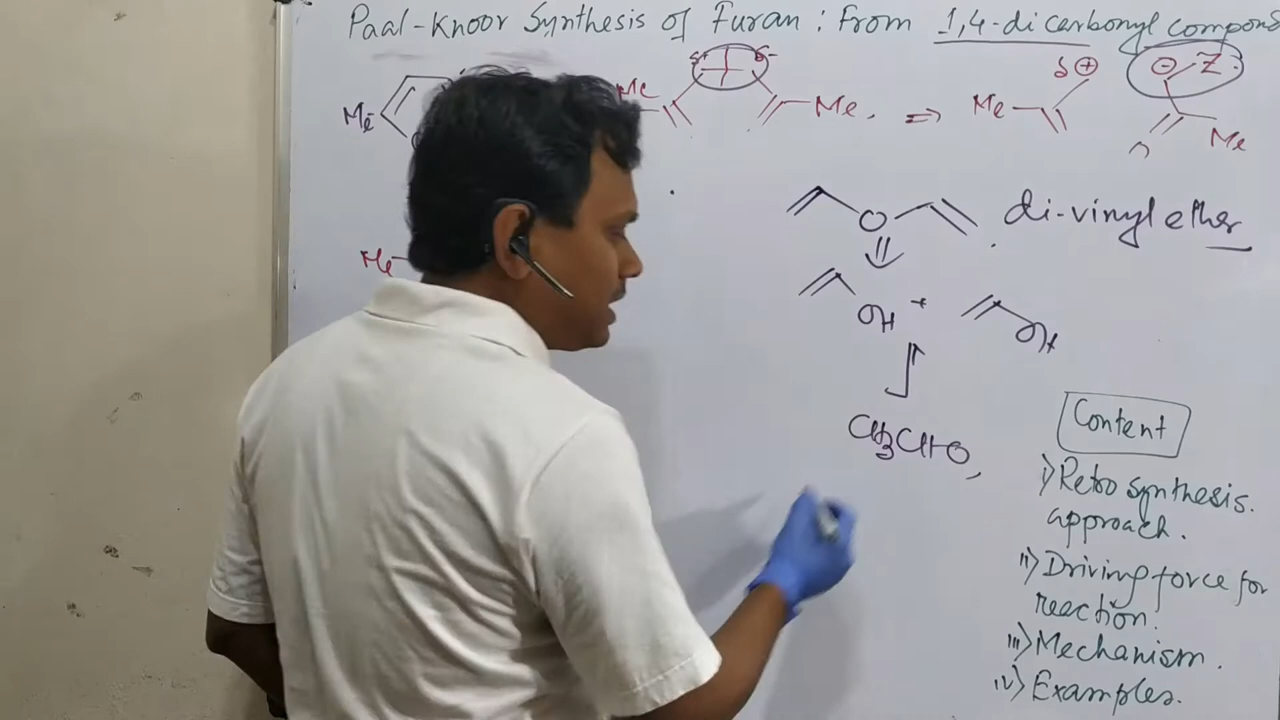 Paal-Knoor Synthesis of Furan : From 1,4-dicarbonyl compound
Me
Me
δ+ δ-
Me. ⇒
Me
δ ⊕
⊖ Z
Me
O di-vinyl ether
OH + OH
CH3CHO,
Me
Content
i) Retro synthesis
approach.
ii) Driving force for
reaction.
iii) Mechanism.
iv) Examples.